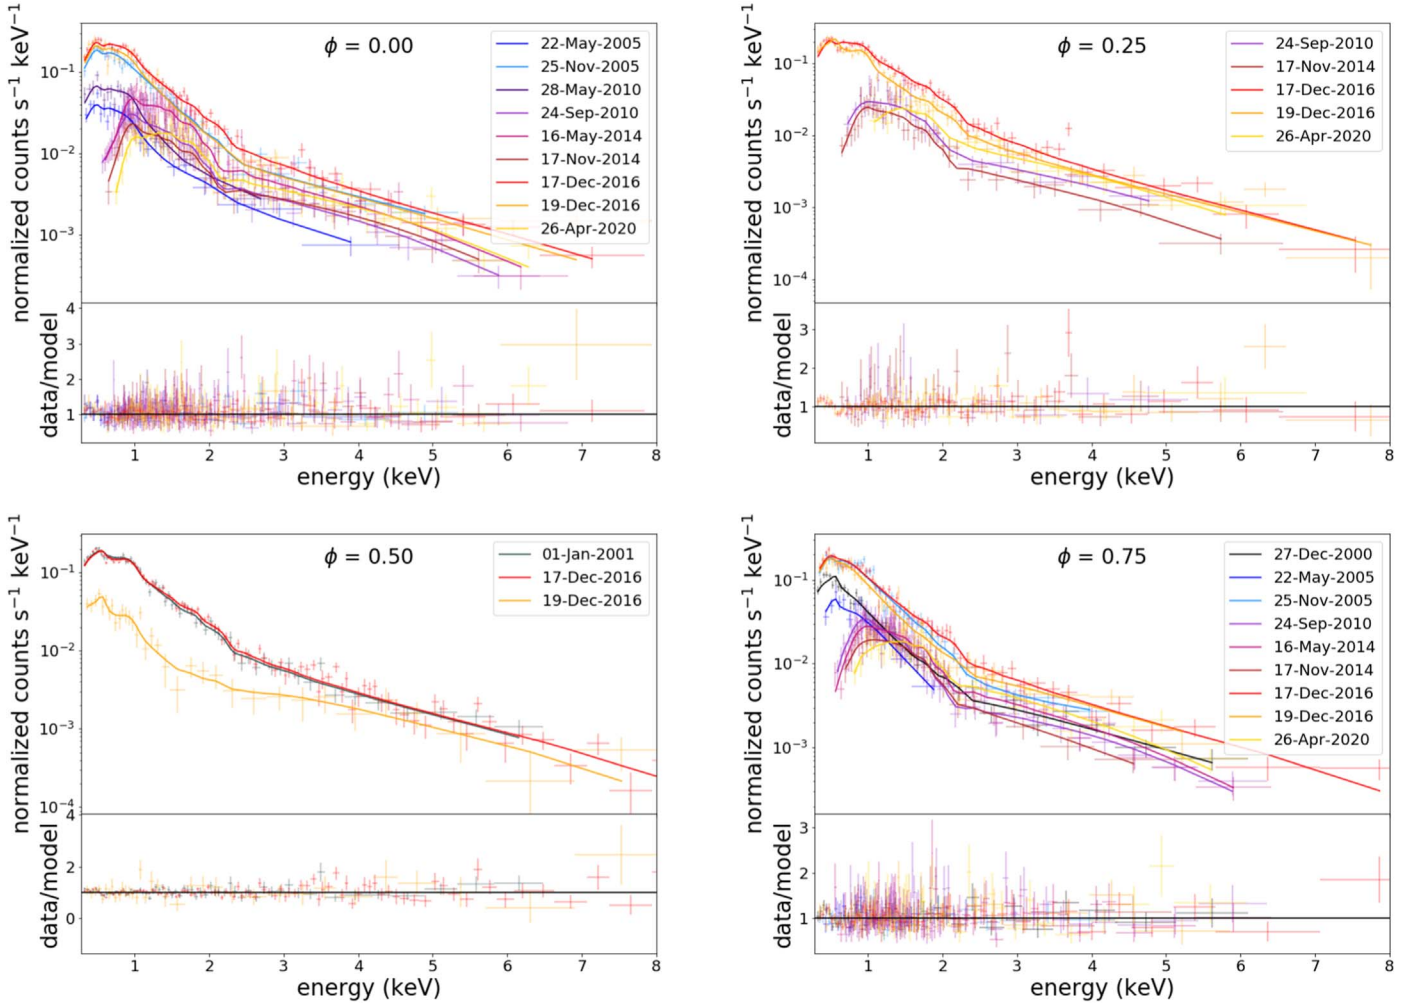 ϕ = 0.00
22-May-2005
25-Nov-2005
28-May-2010
24-Sep-2010
16-May-2014
17-Nov-2014
17-Dec-2016
19-Dec-2016
26-Apr-2020
normalized counts s⁻¹ keV⁻¹
10⁻¹
10⁻²
10⁻³
data/model
4
3
2
1
1 2 3 4 5 6 7 8
energy (keV)
ϕ = 0.25
24-Sep-2010
17-Nov-2014
17-Dec-2016
19-Dec-2016
26-Apr-2020
normalized counts s⁻¹ keV⁻¹
10⁻¹
10⁻²
10⁻³
10⁻⁴
data/model
3
2
1
1 2 3 4 5 6 7 8
energy (keV)
ϕ = 0.50
01-Jan-2001
17-Dec-2016
19-Dec-2016
normalized counts s⁻¹ keV⁻¹
10⁻¹
10⁻²
10⁻³
10⁻⁴
data/model
4
2
0
1 2 3 4 5 6 7 8
energy (keV)
ϕ = 0.75
27-Dec-2000
22-May-2005
25-Nov-2005
24-Sep-2010
16-May-2014
17-Nov-2014
17-Dec-2016
19-Dec-2016
26-Apr-2020
normalized counts s⁻¹ keV⁻¹
10⁻¹
10⁻²
10⁻³
data/model
3
2
1
1 2 3 4 5 6 7 8
energy (keV)